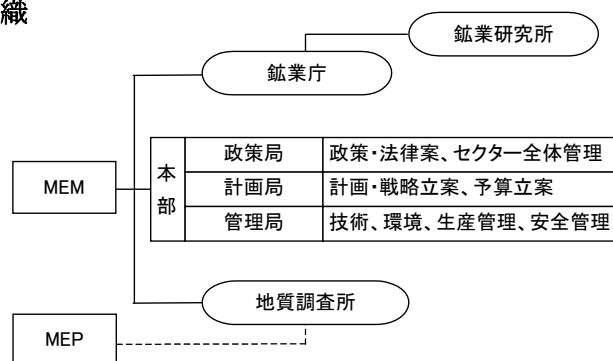 織
鉱業研究所
鉱業庁
政策局 政策・法律案、セクター全体管理
MEM 本部 計画局 計画・戦略立案、予算立案
管理局 技術、環境、生産管理、安全管理
地質調査所
MEP